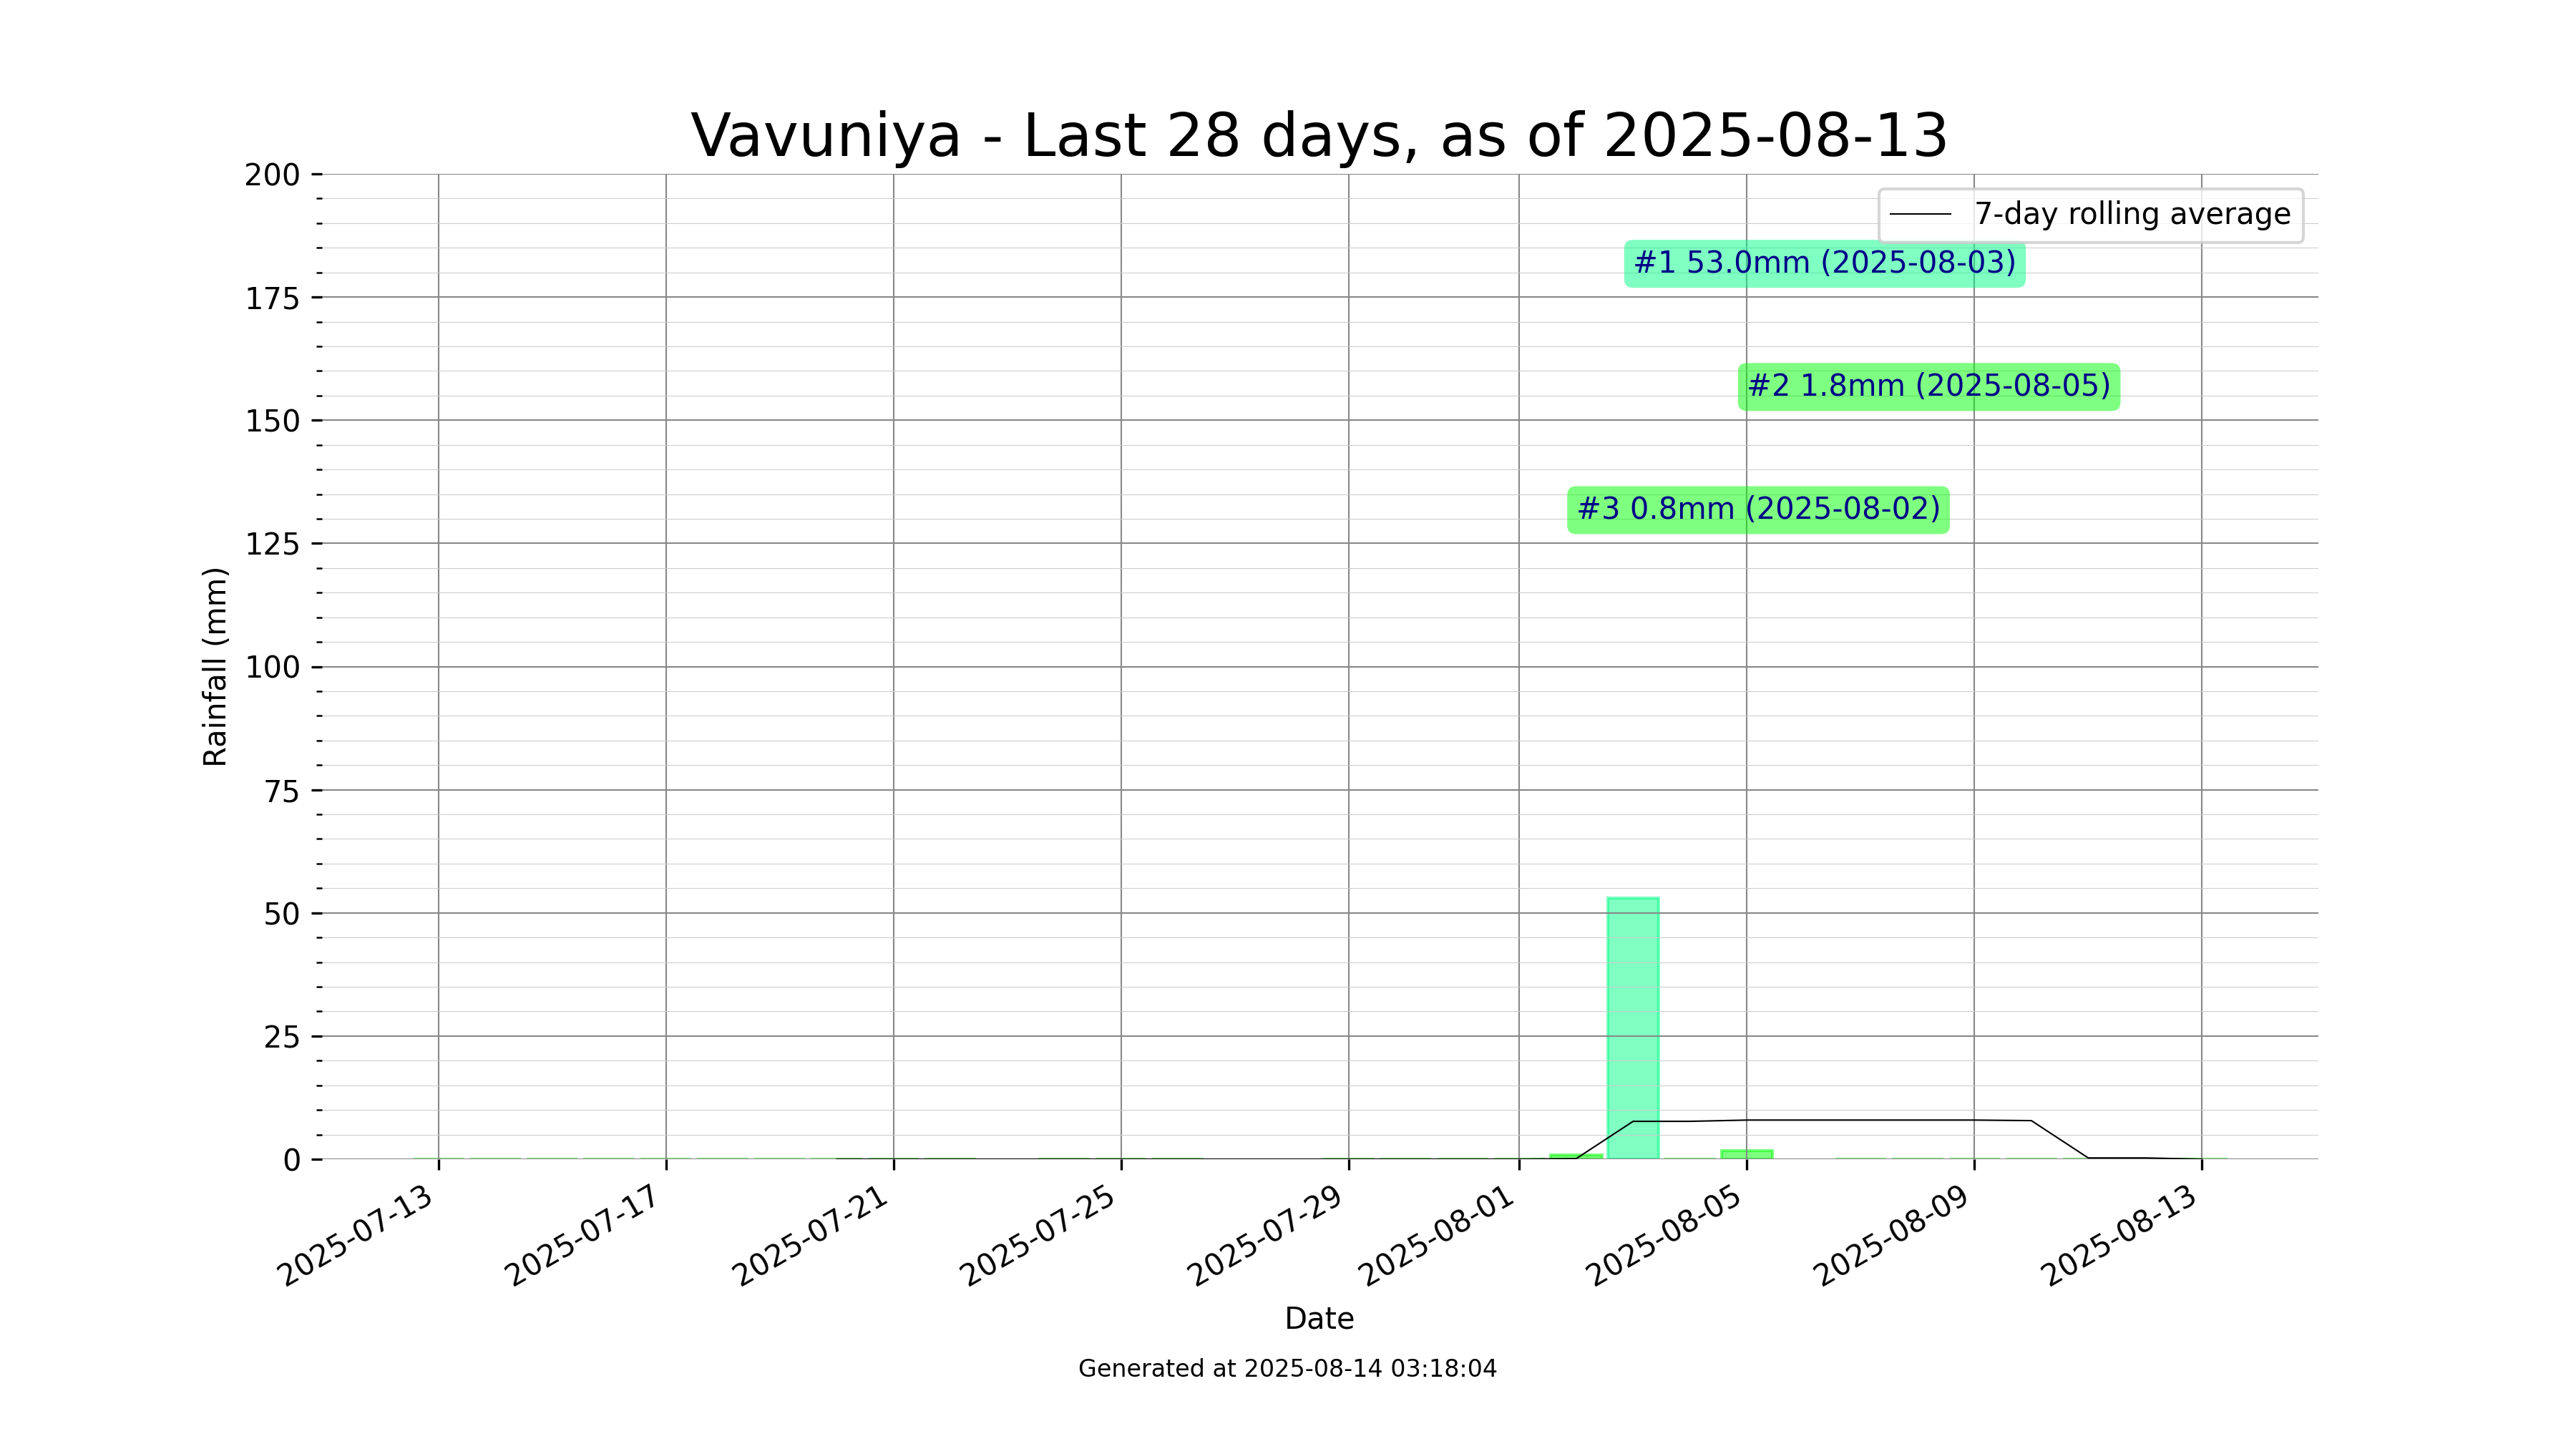 Vavuniya - Last 28 days, as of 2025-08-13
200
175
150
125
100
75
50
25
0
Rainfall (mm)
7-day rolling average
#1 53.0mm (2025-08-03)
#2 1.8mm (2025-08-05)
#3 0.8mm (2025-08-02)
2025-07-13
2025-07-17
2025-07-21
2025-07-25
2025-07-29
2025-08-01
2025-08-05
2025-08-09
2025-08-13
Date
Generated at 2025-08-14 03:18:04